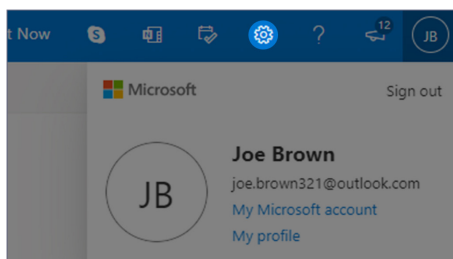 t Now
12
JB
Microsoft
Sign out
JB
Joe Brown
joe.brown321@outlook.com
My Microsoft account
My profile